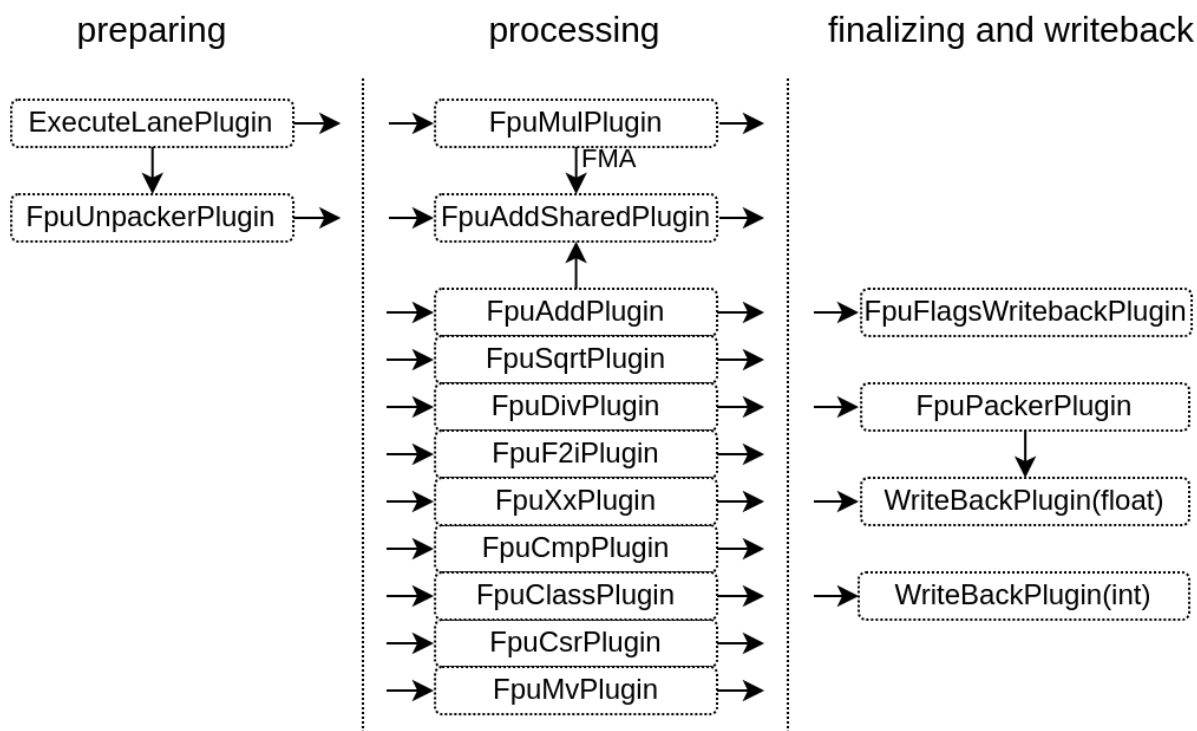 preparing
processing
finalizing and writeback
ExecuteLanePlugin
FpuUnpackerPlugin
FpuMulPlugin
FMA
FpuAddSharedPlugin
FpuAddPlugin
FpuSqrtPlugin
FpuDivPlugin
FpuF2iPlugin
FpuXxPlugin
FpuCmpPlugin
FpuClassPlugin
FpuCsrPlugin
FpuMvPlugin
FpuFlagsWritebackPlugin
FpuPackerPlugin
WriteBackPlugin(float)
WriteBackPlugin(int)